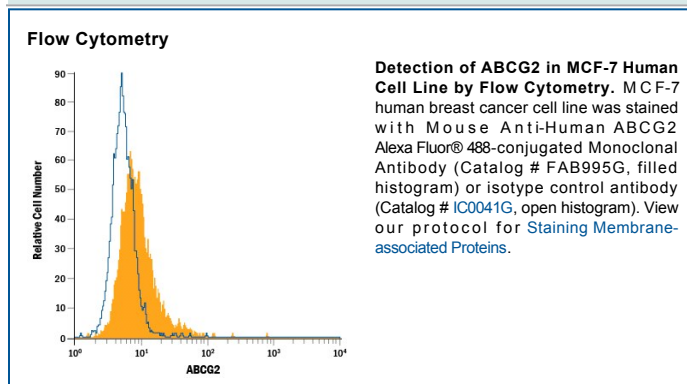 Flow Cytometry
Detection of ABCG2 in MCF-7 Human
Cell Line by Flow Cytometry. MCF-7
human breast cancer cell line was stained
with Mouse Anti-Human ABCG2
Alexa Fluor® 488-conjugated Monoclonal
Antibody (Catalog # FAB995G, filled
histogram) or isotype control antibody
(Catalog # IC0041G, open histogram). View
our protocol for Staining Membrane-
associated Proteins.
Relative Cell Number
90
80
70
60
50
40
30
20
10
0
10⁰ 10¹ 10² 10³ 10⁴
ABCG2